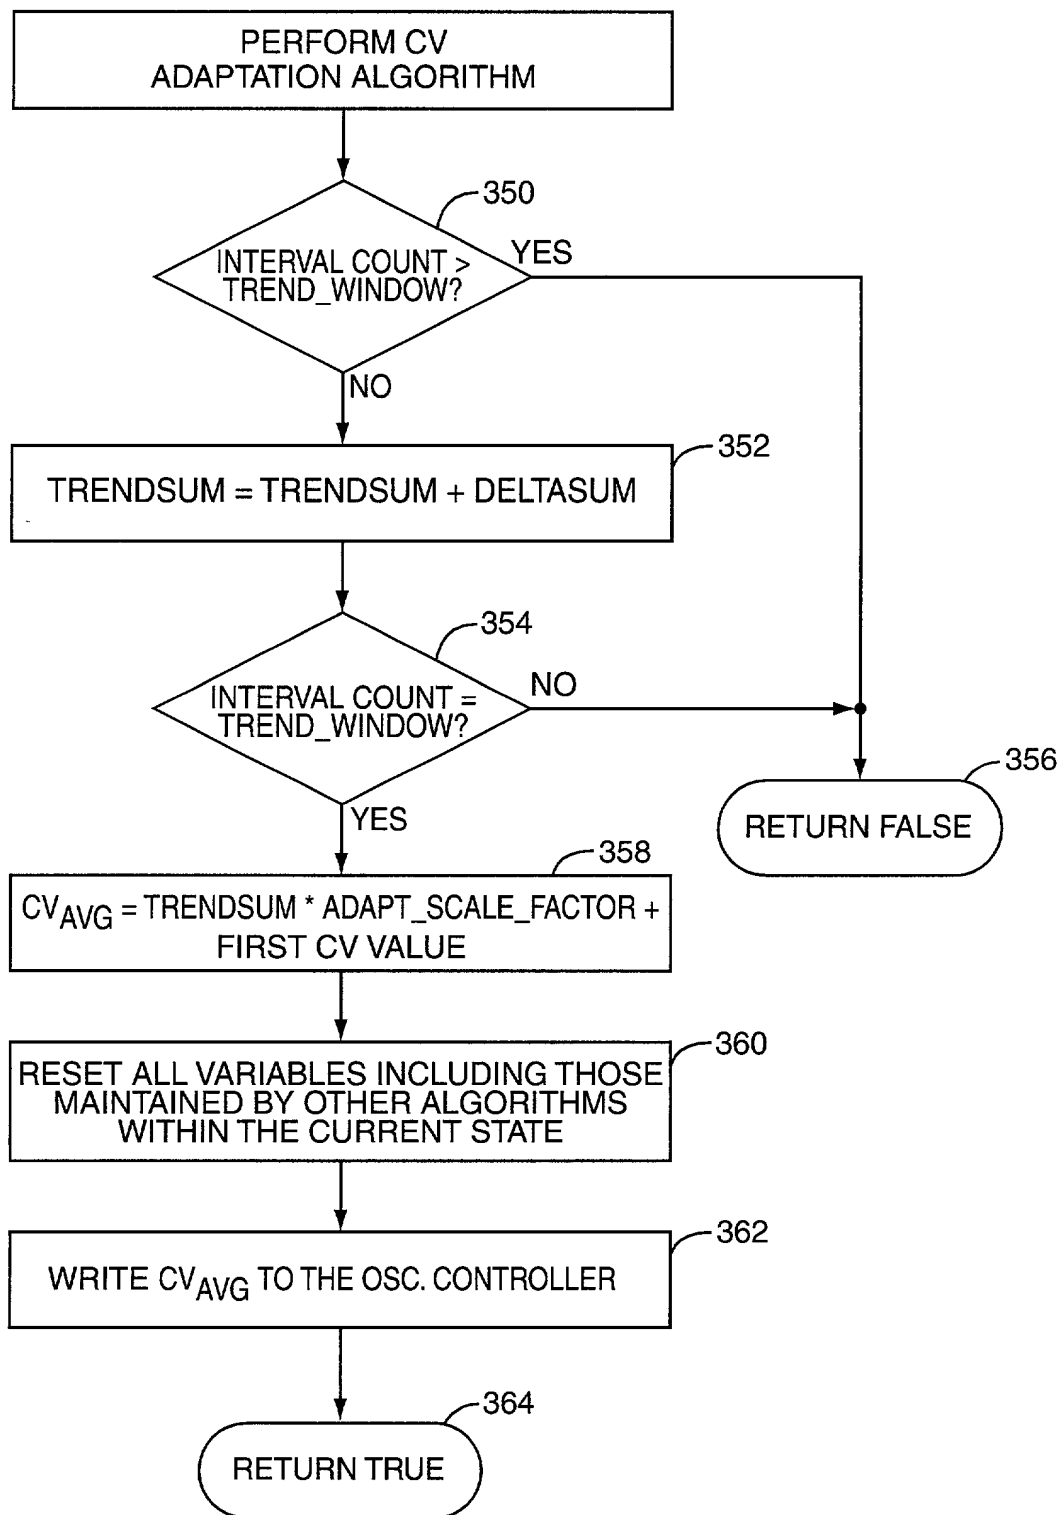 PERFORM CV
ADAPTATION ALGORITHM
350
INTERVAL COUNT >
TREND_WINDOW?
YES
NO
352
TRENDSUM = TRENDSUM + DELTASUM
354
INTERVAL COUNT =
TREND_WINDOW?
NO
356
RETURN FALSE
YES
358
CVAVG = TRENDSUM * ADAPT_SCALE_FACTOR +
FIRST CV VALUE
360
RESET ALL VARIABLES INCLUDING THOSE
MAINTAINED BY OTHER ALGORITHMS
WITHIN THE CURRENT STATE
362
WRITE CVAVG TO THE OSC. CONTROLLER
364
RETURN TRUE